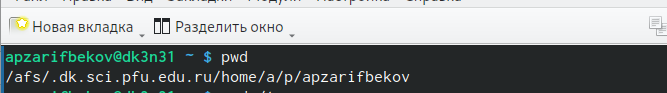 Новая вкладка
Разделить окно
apzarifbekov@dk3n31 ~ $ pwd
/afs/.dk.sci.pfu.edu.ru/home/a/p/apzarifbekov